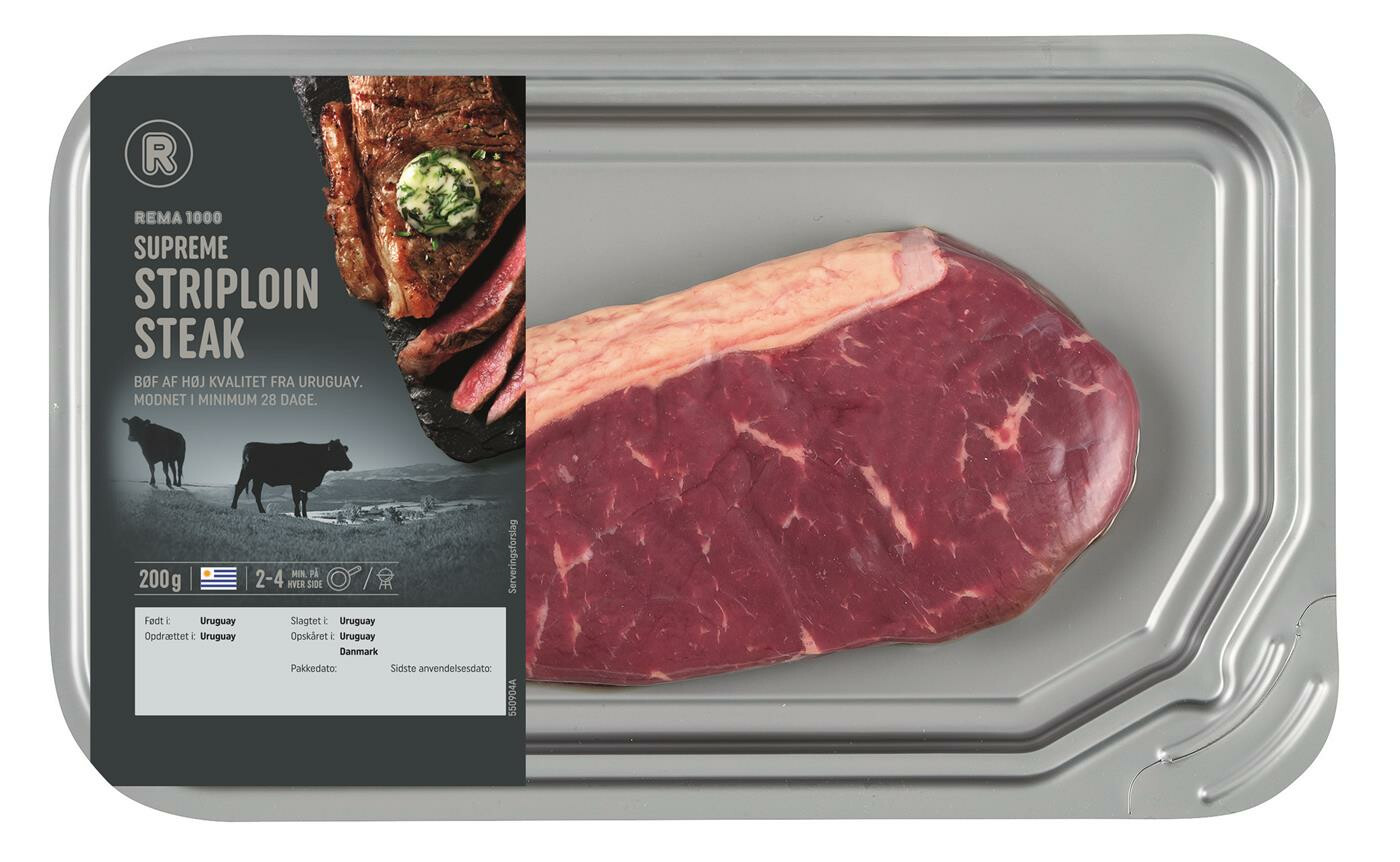 R
REMA 1000
SUPREME
STRIPLOIN
STEAK
BØF AF HØJ KVALITET FRA URUGUAY.
MODNET I MINIMUM 28 DAGE.
Serveringsforslag
200g 2-4 MIN. PÅ HVER SIDE /
Født i: Uruguay Slagtet i: Uruguay
Opdrættet i: Uruguay Opskåret i: Uruguay
Danmark
Pakkedato: Sidste anvendelsesdato:
550904A